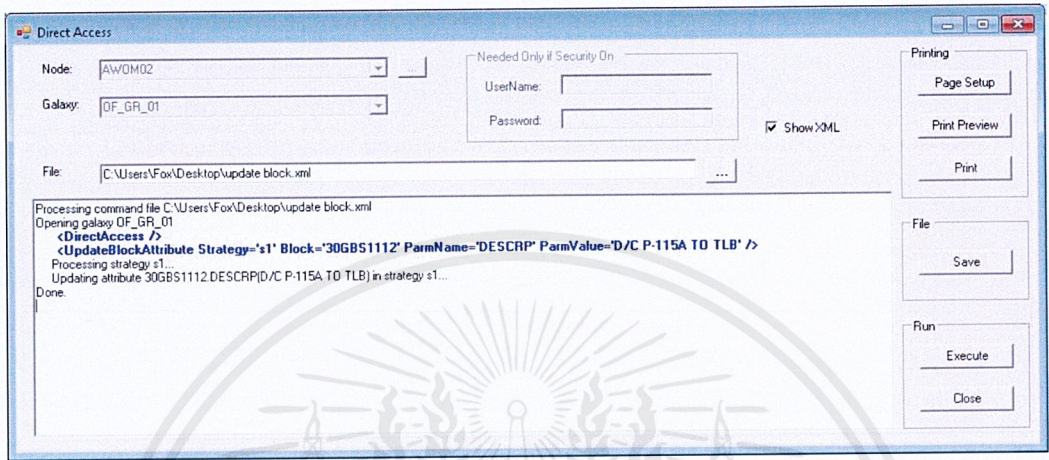 Direct Access
Node: AWOM02 ...
Galaxy: OF_GR_01
Needed Only if Security On
UserName:
Password:
Show XML
File: C:\Users\Fox\Desktop\update block.xml ...
Processing command file C:\Users\Fox\Desktop\update block.xml
Opening galaxy OF_GR_01
<DirectAccess />
<UpdateBlockAttribute Strategy='s1' Block='30GBS1112' ParmName='DESCRP' ParmValue='D/C P-115A TO TLB' />
Processing strategy s1...
Updating attribute 30GBS1112.DESCRP(D/C P-115A TO TLB) in strategy s1...
Done.
Printing
Page Setup
Print Preview
Print
File
Save
Run
Execute
Close